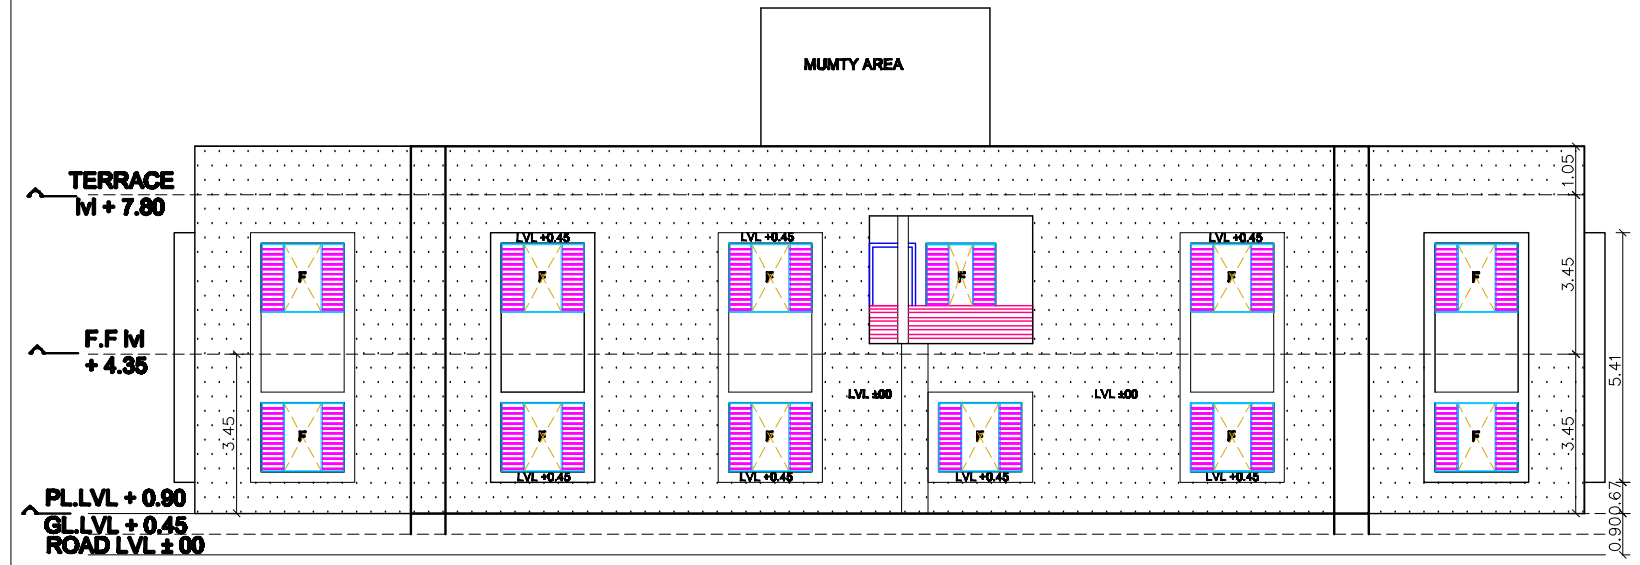 MUMTY AREA
TERRACE
lvl + 7.80
1.05
LVL +0.45
LVL +0.45
LVL +0.45
F
F
F
F
F
F
3.45
F.F lvl
+ 4.35
5.41
LVL ±00
LVL ±00
3.45
3.45
F
F
F
F
F
F
LVL +0.45
LVL +0.45
LVL +0.45
LVL +0.45
PL.LVL + 0.90
0.67
GL.LVL + 0.45
0.90
ROAD LVL ± 00